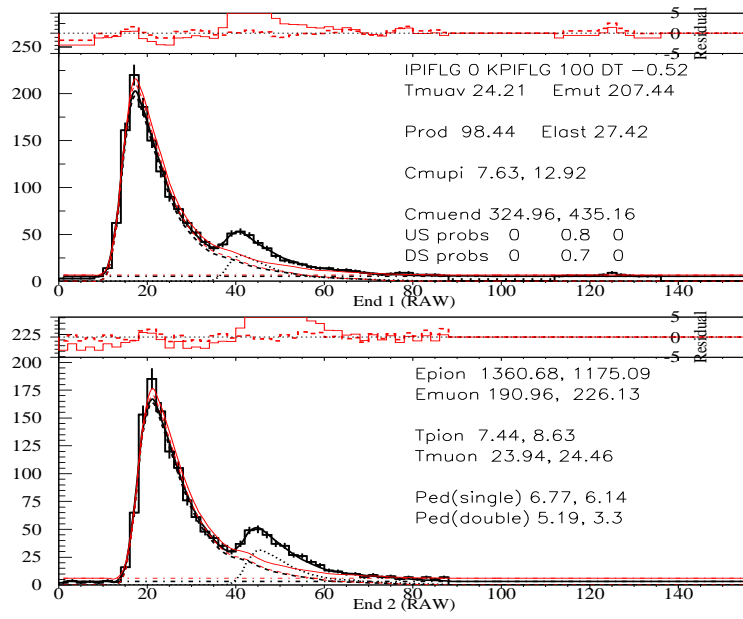 5
0
−5
Residual
250
200
150
100
50
0
IPIFLG 0 KPIFLG 100 DT −0.52
Tmuav 24.21 Emut 207.44
Prod 98.44 Elast 27.42
Cmupi 7.63, 12.92
Cmuend 324.96, 435.16
US probs 0 0.8 0
DS probs 0 0.7 0
0 20 40 60 80 100 120 140
End 1 (RAW)
5
0
−5
Residual
225
200
175
150
125
100
75
50
25
0
Epion 1360.68, 1175.09
Emuon 190.96, 226.13
Tpion 7.44, 8.63
Tmuon 23.94, 24.46
Ped(single) 6.77, 6.14
Ped(double) 5.19, 3.3
0 20 40 60 80 100 120 140
End 2 (RAW)